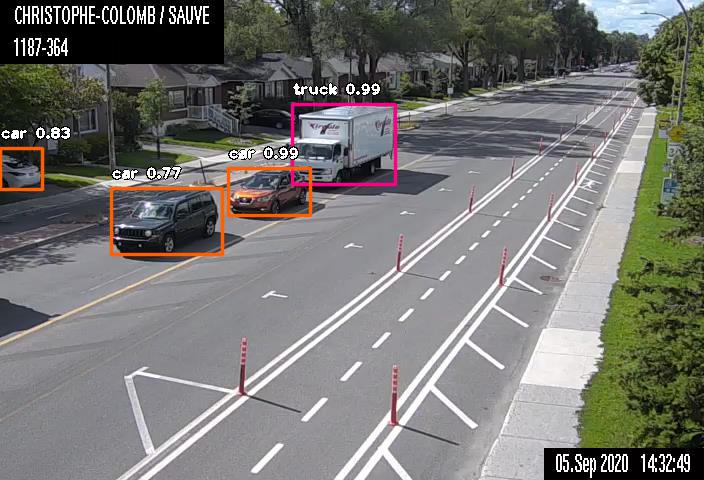 CHRISTOPHE-COLOMB / SAUVE
1187-364
truck 0.99
car 0.83
car 0.99
car 0.77
05.Sep 2020 14:32:49